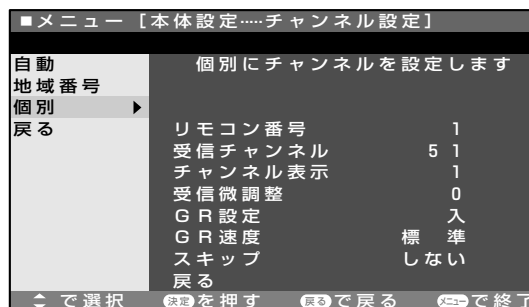 ■メニュー [本体設定……チャンネル設定]
自動
地域番号
個別 ▶
戻る
個別にチャンネルを設定します
リモコン番号 1
受信チャンネル 51
チャンネル表示 1
受信微調整 0
GR設定 入
GR速度 標準
スキップ しない
戻る
で選択 決定を押す 戻るで戻る メニューで終了